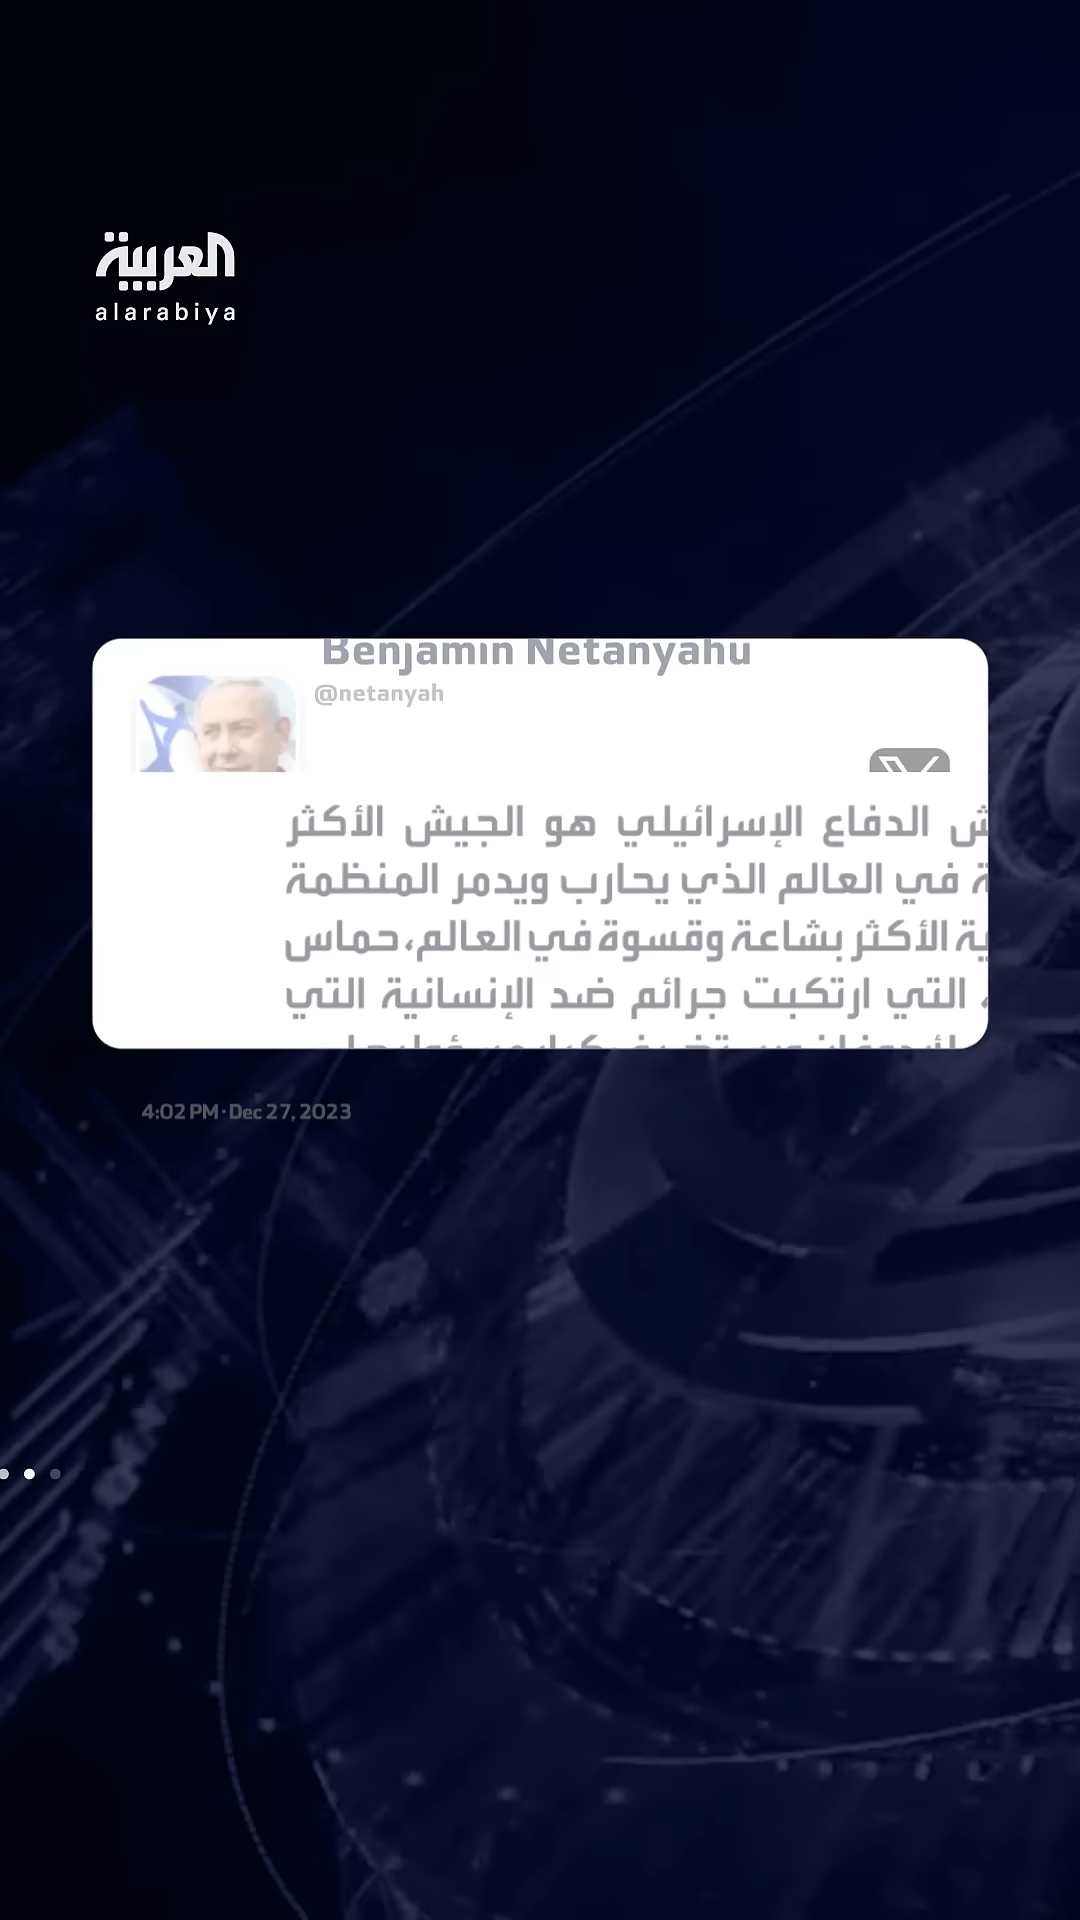 العربية
alarabiya
Benjamin Netanyahu
@netanyah
الدفاع الإسرائيلي هو الجيش الأكثر
في العالم الذي يحارب ويدمر المنظمة
الأكثر بشاعة وقسوة في العالم، حماس
التي ارتكبت جرائم ضد الإنسانية التي
4:02 PM · Dec 27, 2023